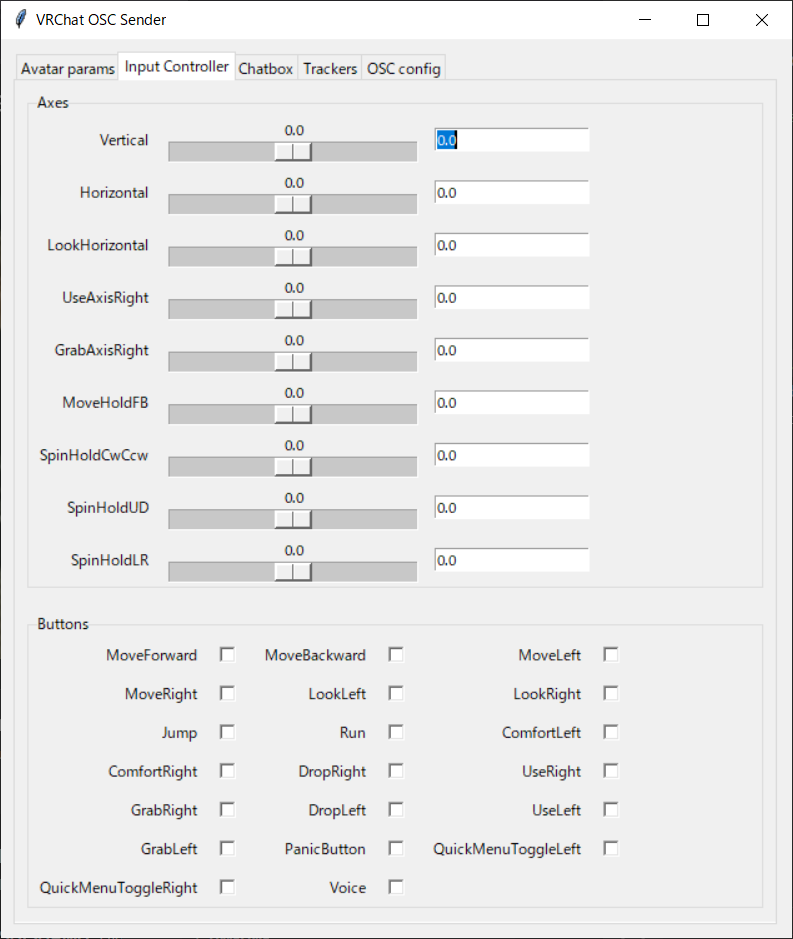 VRChat OSC Sender
Avatar params Input Controller Chatbox Trackers OSC config
Axes
0.0
Vertical 0.0
0.0
Horizontal 0.0
0.0
LookHorizontal 0.0
0.0
UseAxisRight 0.0
0.0
GrabAxisRight 0.0
0.0
MoveHoldFB 0.0
0.0
SpinHoldCwCcw 0.0
0.0
SpinHoldUD 0.0
0.0
SpinHoldLR 0.0
Buttons
MoveForward MoveBackward MoveLeft
MoveRight LookLeft LookRight
Jump Run ComfortLeft
ComfortRight DropRight UseRight
GrabRight DropLeft UseLeft
GrabLeft PanicButton QuickMenuToggleLeft
QuickMenuToggleRight Voice